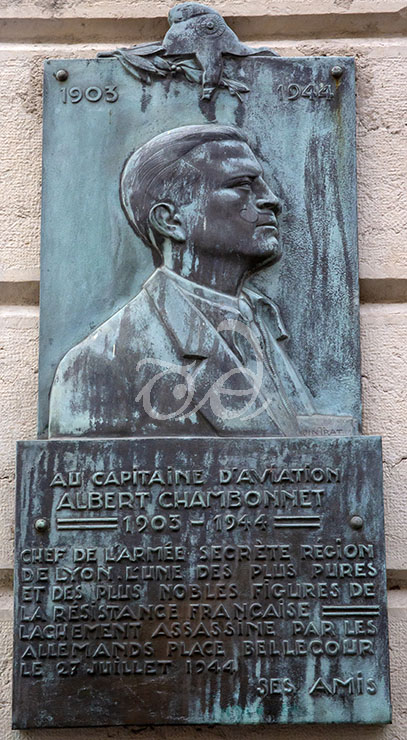 1903 1944
AU CAPITAINE D'AVIATION
ALBERT CHAMBONNET
1903 - 1944
CHEF DE L'ARMÉE SECRÈTE RÉGION
DE LYON. L'UNE DES PLUS PURES
ET DES PLUS NOBLES FIGURES DE
LA RÉSISTANCE FRANÇAISE
LACHEMENT ASSASSINÉ PAR LES
ALLEMANDS PLACE BELLECOUR
LE 27 JUILLET 1944
SES AMIS